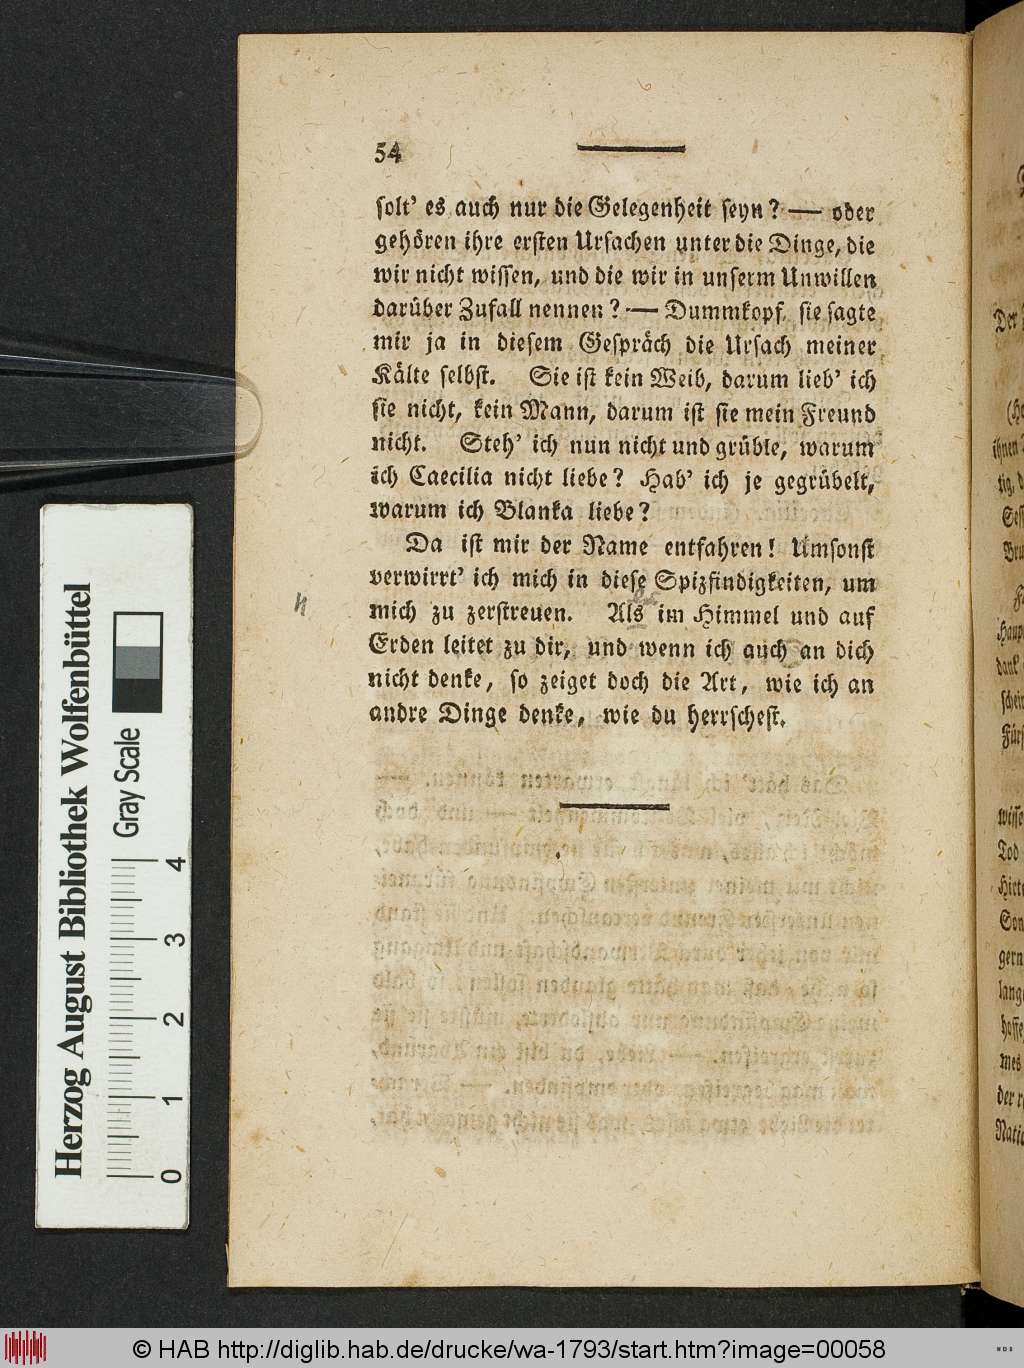 54
solt' es auch nur die Gelegenheit seyn? — oder
gehören ihre ersten Ursachen unter die Dinge, die
wir nicht wissen, und die wir in unserm Unwillen
darüber Zufall nennen? — Dummkopf, sie sagte
mir ja in diesem Gespräch die Ursach meiner
Kälte selbst. Sie ist kein Weib, darum lieb' ich
sie nicht, kein Mann, darum ist sie mein Freund
nicht. Steh' ich nun nicht und grüble, warum
ich Caecilia nicht liebe? Hab' ich je gegrübelt,
warum ich Blanka liebe?
Da ist mir der Name entfahren! Umsonst
verwirrt' ich mich in diese Spizfindigkeiten, um
mich zu zerstreuen. Als im Himmel und auf
Erden leitet zu dir, und wenn ich auch an dich
nicht denke, so zeiget doch die Art, wie ich an
andre Dinge denke, wie du herrschest.
Herzog August Bibliothek Wolfenbüttel
Gray Scale
0 1 2 3 4
© HAB http://diglib.hab.de/drucke/wa-1793/start.htm?image=00058